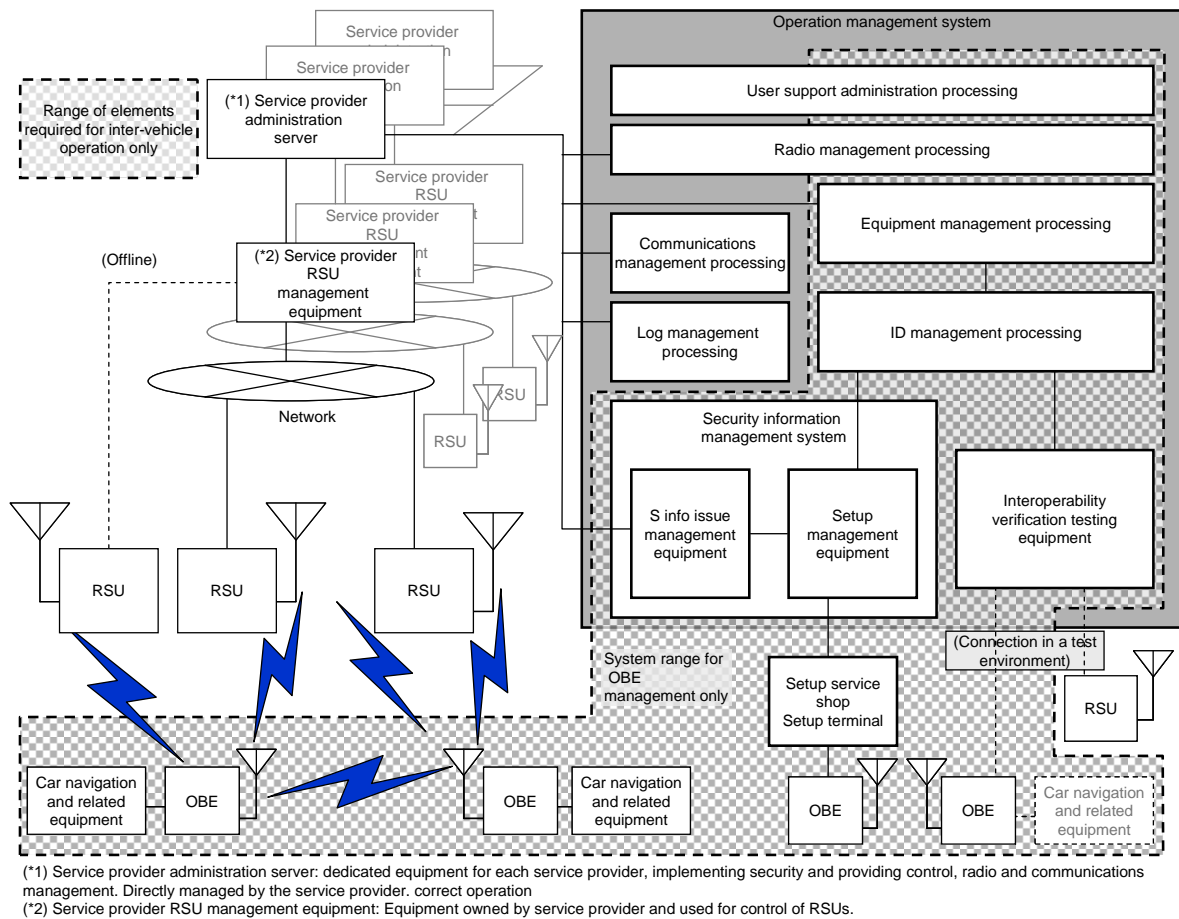 Service provider
Service provider
(*1) Service provider
administration
server
Range of elements
required for inter-vehicle
operation only
Operation management system
User support administration processing
Radio management processing
Equipment management processing
Communications
management processing
Log management
processing
ID management processing
Service provider
RSU
Service provider
RSU
(*2) Service provider
RSU
management
equipment
(Offline)
Network
RSU
RSU
Security information
management system
S info issue
management
equipment
Setup
management
equipment
Interoperability
verification testing
equipment
RSU
RSU
RSU
System range for
OBE
management only
(Connection in a test
environment)
Setup service
shop
Setup terminal
RSU
Car navigation
and related
equipment
OBE
OBE
Car navigation
and related
equipment
OBE
OBE
Car navigation
and related
equipment
(*1) Service provider administration server: dedicated equipment for each service provider, implementing security and providing control, radio and communications
management. Directly managed by the service provider. correct operation
(*2) Service provider RSU management equipment: Equipment owned by service provider and used for control of RSUs.